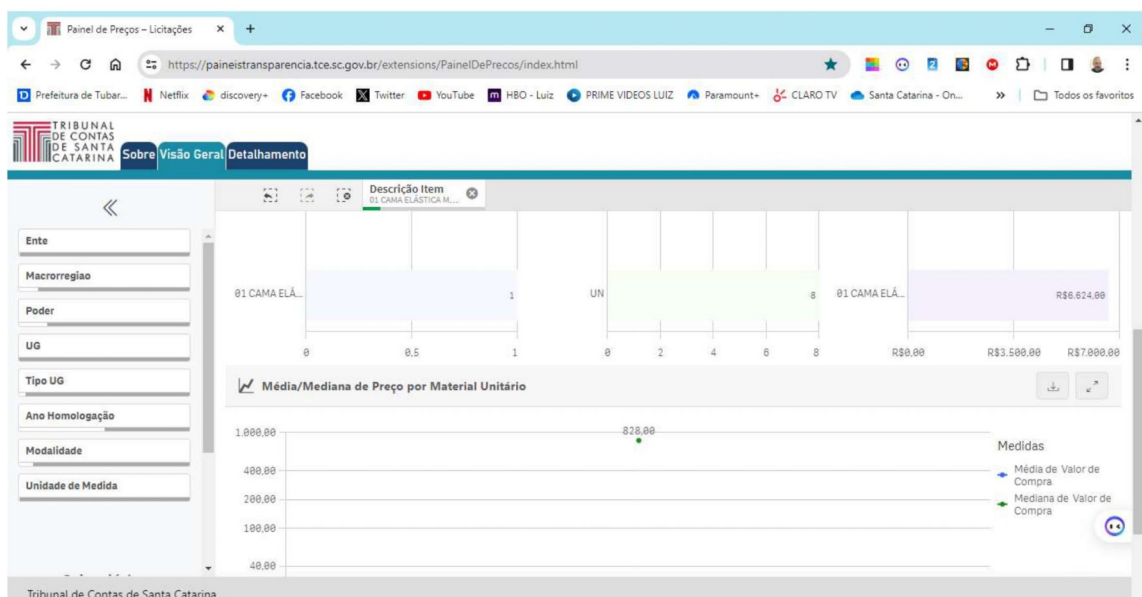 Painel de Preços – Licitações
https://paineistransparencia.tce.sc.gov.br/extensions/PainelDePrecos/index.html
Prefeitura de Tubar... Netflix discovery+ Facebook Twitter YouTube HBO - Luiz PRIME VIDEOS LUIZ Paramount+ CLARO TV Santa Catarina - On... » Todos os favoritos
TRIBUNAL
DE CONTAS
DE SANTA
CATARINA
Sobre Visão Geral Detalhamento
Descrição Item
01 CAMA ELÁSTICA M....
Ente
Macrorregiao
Poder
UG
Tipo UG
Ano Homologação
Modalidade
Unidade de Medida
01 CAMA ELÁ... 1
0 0,5 1
UN 8
0 2 4 6 8
01 CAMA ELÁ... R$6.624,00
R$0,00 R$3.500,00 R$7.000,00
Média/Mediana de Preço por Material Unitário
1.000,00
400,00
200,00
100,00
40,00
828,00
Medidas
Média de Valor de
Compra
Mediana de Valor de
Compra
Tribunal de Contas de Santa Catarina